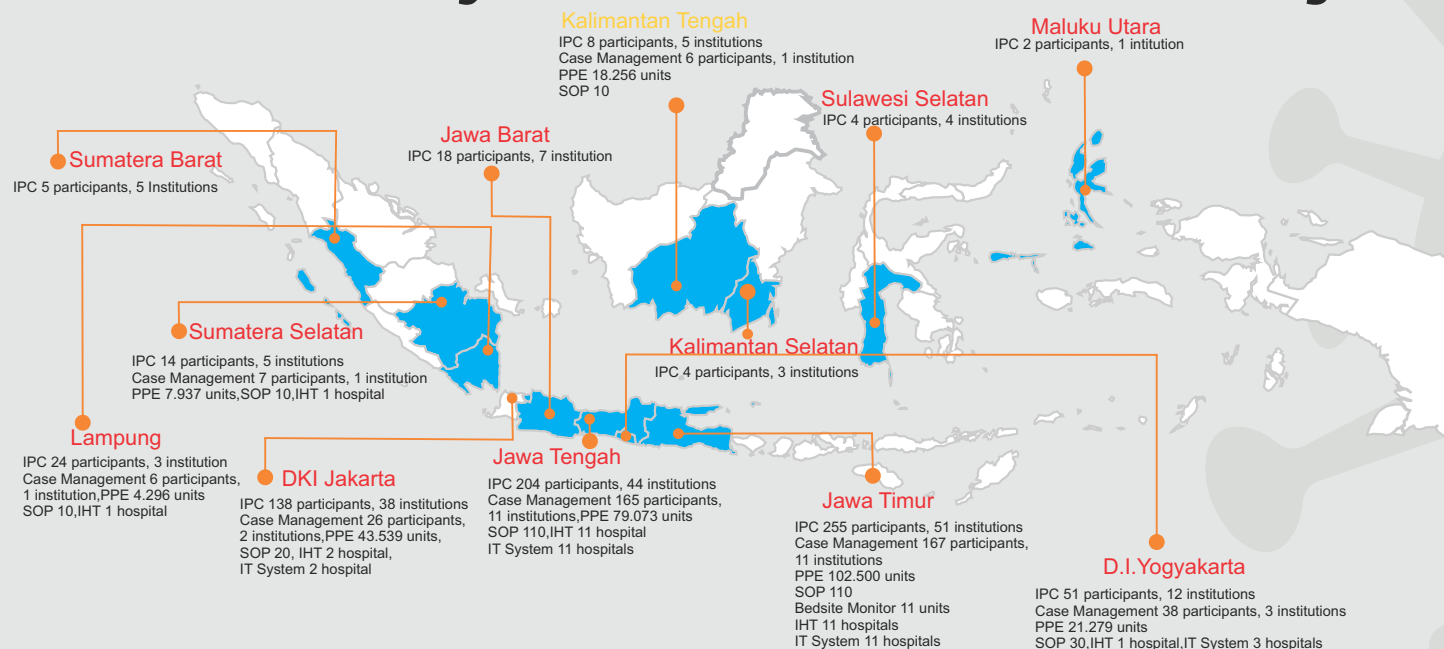 Kalimantan Tengah
IPC 8 participants, 5 institutions
Case Management 6 participants, 1 institution
PPE 18.256 units
SOP 10
Maluku Utara
IPC 2 participants, 1 intitution
Sulawesi Selatan
IPC 4 participants, 4 institutions
Jawa Barat
IPC 18 participants, 7 institution
Sumatera Barat
IPC 5 participants, 5 Institutions
Sumatera Selatan
IPC 14 participants, 5 institutions
Case Management 7 participants, 1 institution
PPE 7.937 units,SOP 10,IHT 1 hospital
Kalimantan Selatan
IPC 4 participants, 3 institutions
Lampung
IPC 24 participants, 3 institution
Case Management 6 participants,
1 institution,PPE 4.296 units
SOP 10,IHT 1 hospital
DKI Jakarta
IPC 138 participants, 38 institutions
Case Management 26 participants,
2 institutions,PPE 43.539 units,
SOP 20, IHT 2 hospital,
IT System 2 hospital
Jawa Tengah
IPC 204 participants, 44 institutions
Case Management 165 participants,
11 institutions,PPE 79.073 units
SOP 110,IHT 11 hospital
IT System 11 hospitals
Jawa Timur
IPC 255 participants, 51 institutions
Case Management 167 participants,
11 institutions
PPE 102.500 units
SOP 110
Bedsite Monitor 11 units
IHT 11 hospitals
IT System 11 hospitals
D.I.Yogyakarta
IPC 51 participants, 12 institutions
Case Management 38 participants, 3 institutions
PPE 21.279 units
SOP 30,IHT 1 hospital,IT System 3 hospitals